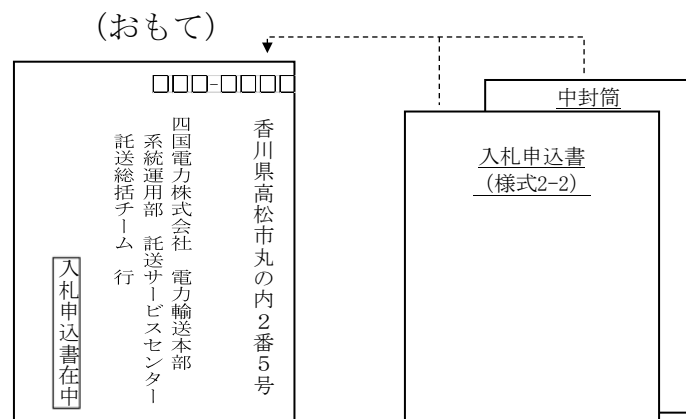 (おもて)
□□□-□□□□
香川県高松市丸の内２番５号
四国電力株式会社　電力輸送本部
系統運用部　託送サービスセンター
託送総括チーム　行
入札申込書在中
中封筒
入札申込書
(様式2-2)